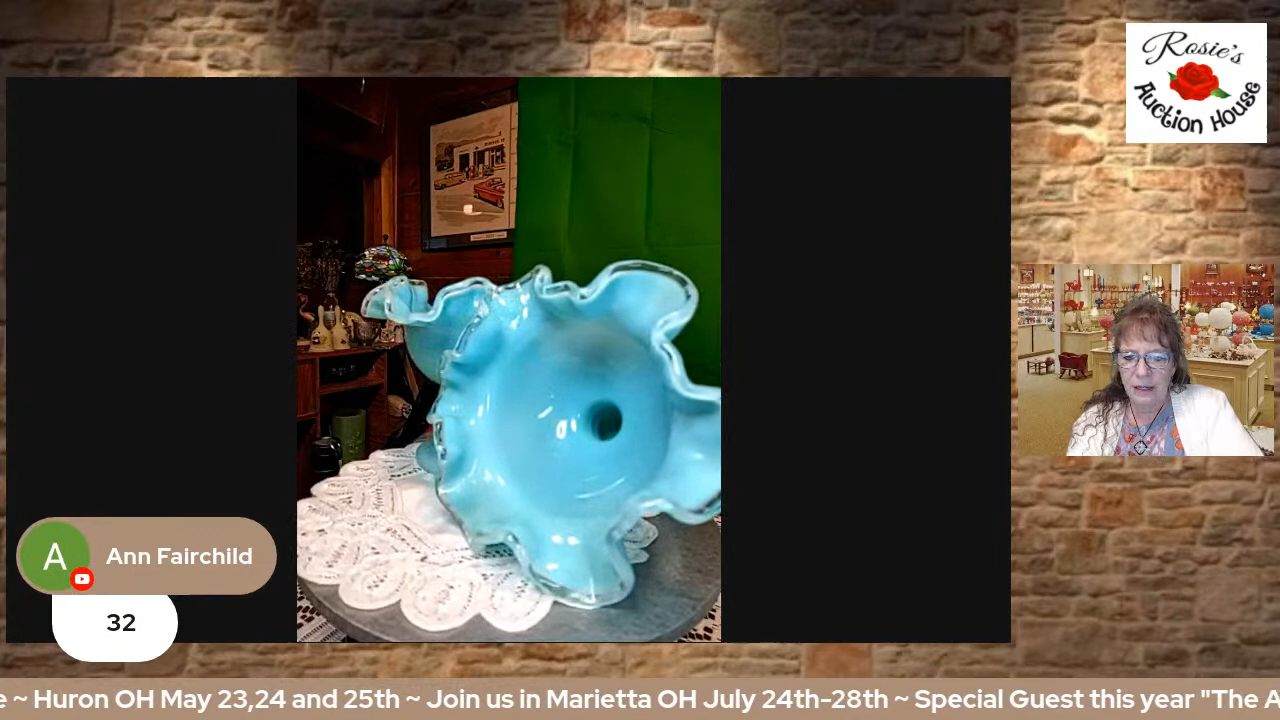 Rosie's
Auction House
A
Ann Fairchild
32
e ~ Huron OH May 23,24 and 25th ~ Join us in Marietta OH July 24th-28th ~ Special Guest this year "The A